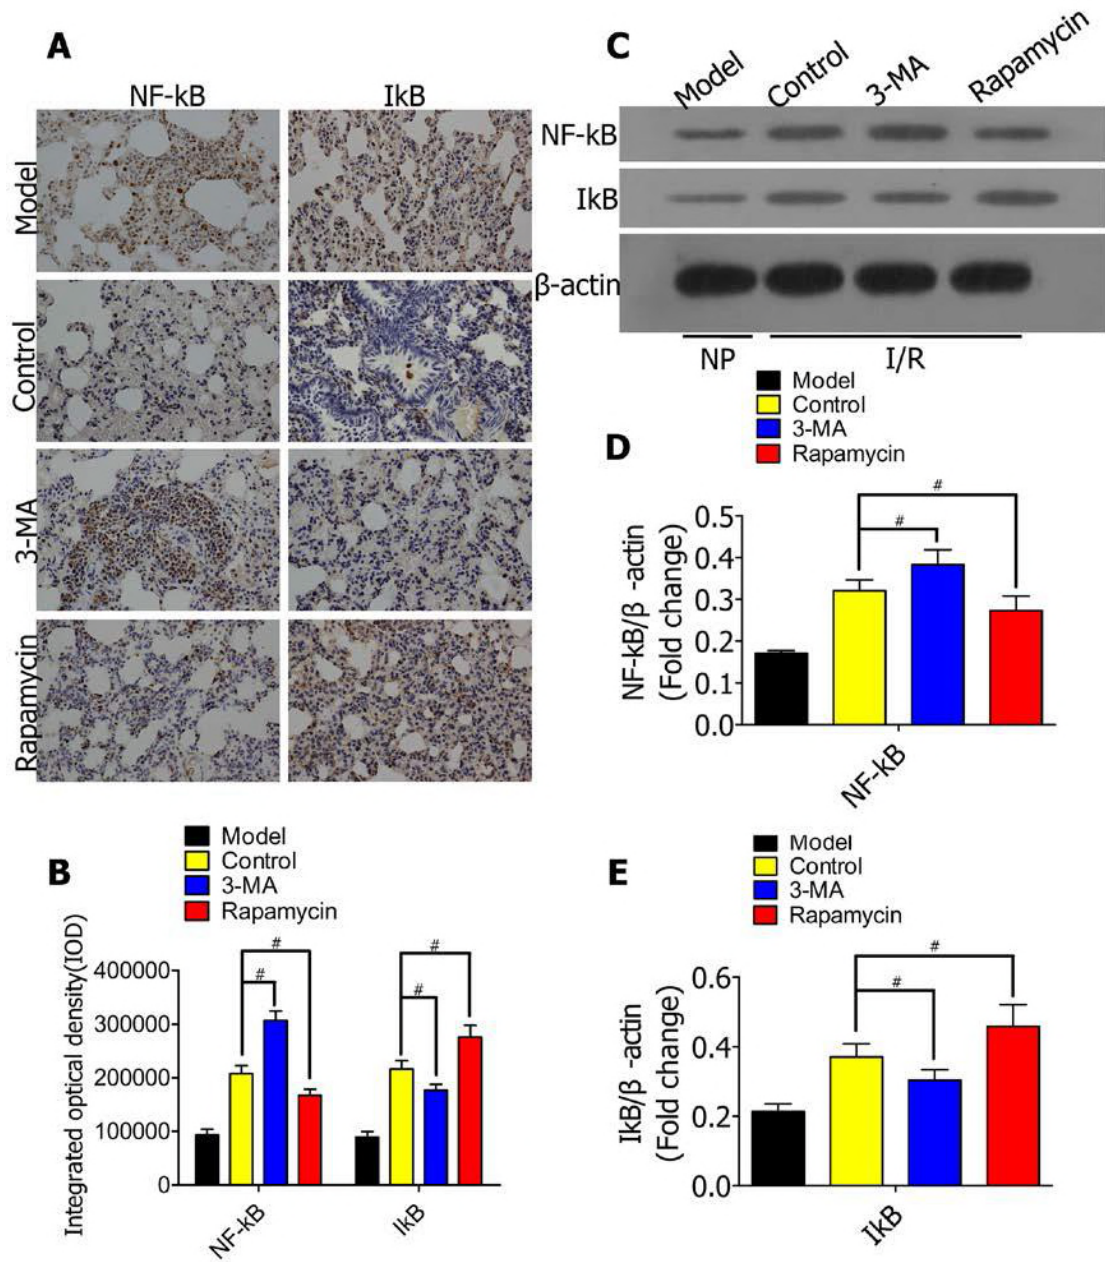 A
NF-kB IkB
Model
Control
3-MA
Rapamycin
B
Model
Control
3-MA
Rapamycin
Integrated optical density(IOD)
400000
300000
200000
100000
0
# # # #
NF-kB IkB
C
Model Control 3-MA Rapamycin
NF-kB
IkB
β-actin
NP I/R
D
Model
Control
3-MA
Rapamycin
NF-kB/β -actin
(Fold change)
0.5
0.4
0.3
0.2
0.1
0.0
#
#
NF-kB
E
Model
Control
3-MA
Rapamycin
IkB/β -actin
(Fold change)
0.6
0.4
0.2
0.0
#
#
IkB